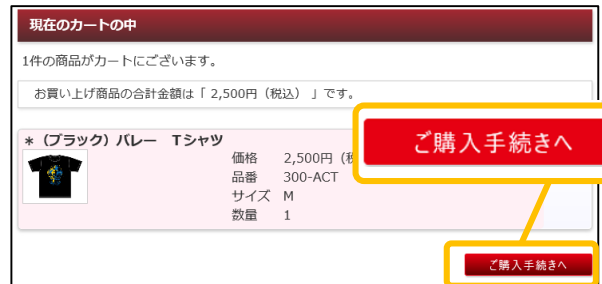 現在のカートの中
1件の商品がカートにございます。
お買い上げ商品の合計金額は「 2,500円（税込） 」です。
ご購入手続きへ
* （ブラック）バレー　Tシャツ
価格 2,500円（税
品番 300-ACT
サイズ M
数量 1
ご購入手続きへ